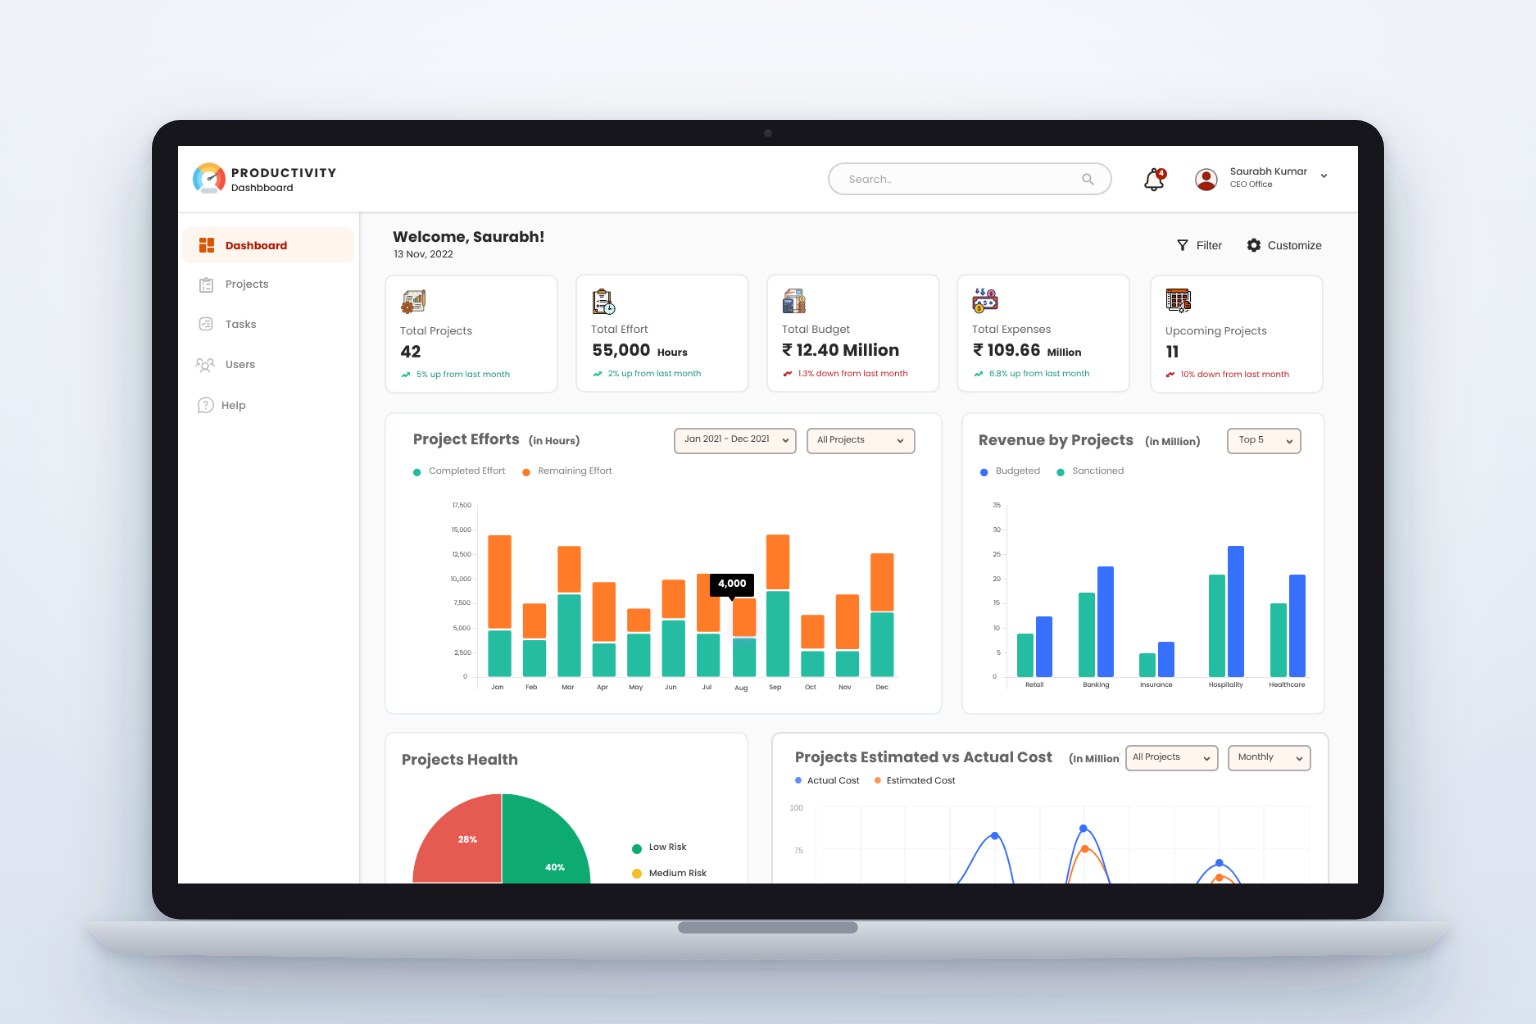 PRODUCTIVITY
Dashbboard
Search..
4
Saurabh Kumar
CEO Office
Dashboard
Projects
Tasks
Users
Help
Welcome, Saurabh!
13 Nov, 2022
Filter
Customize
Total Projects
42
5% up from last month
Total Effort
55,000 Hours
2% up from last month
Total Budget
₹ 12.40 Million
1.3% down from last month
Total Expenses
₹ 109.66 Million
6.8% up from last month
Upcoming Projects
11
10% down from last month
Project Efforts (in Hours)
Jan 2021 - Dec 2021
All Projects
Completed Effort
Remaining Effort
17,500
15,000
12,500
10,000
7,500
5,000
2,500
0
4,000
Jan Feb Mar Apr May Jun Jul Aug Sep Oct Nov Dec
Revenue by Projects (in Million)
Top 5
Budgeted
Sanctioned
35
30
25
20
15
10
5
0
Retail Banking Insurance Hospitality Healthcare
Projects Health
28%
40%
Low Risk
Medium Risk
Projects Estimated vs Actual Cost (In Million
All Projects
Monthly
Actual Cost
Estimated Cost
100
75